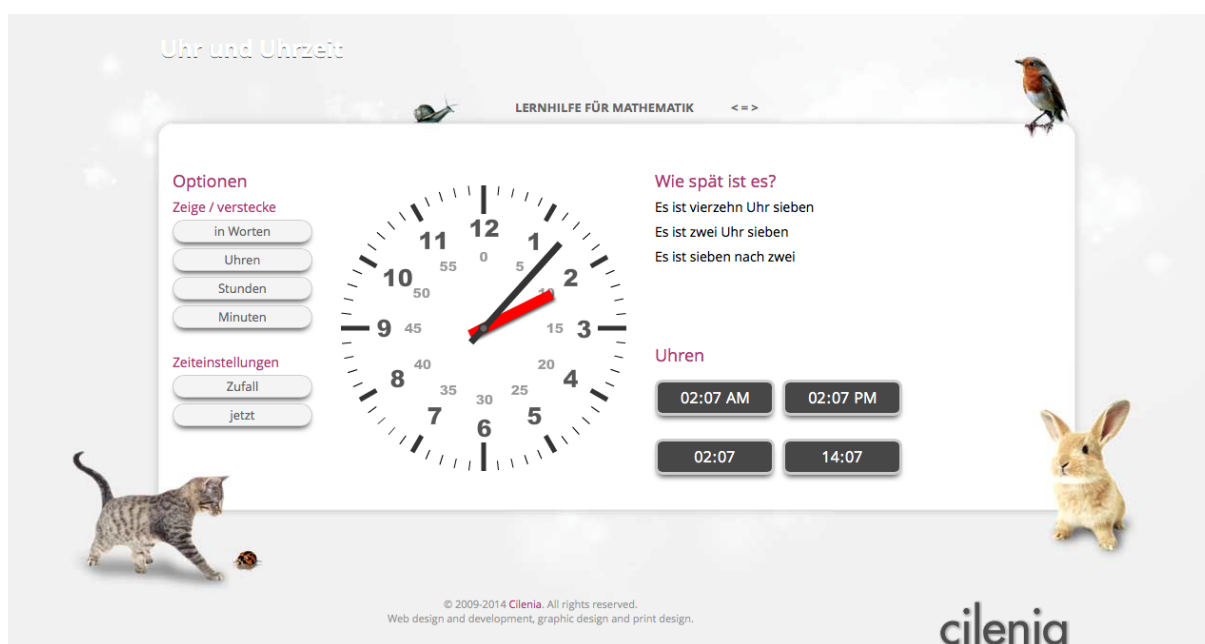 Uhr und Uhrzeit
LERNHILFE FÜR MATHEMATIK < = >
Optionen
Zeige / verstecke
in Worten
Uhren
Stunden
Minuten
Zeiteinstellungen
Zufall
jetzt
12
1
2
3
4
5
6
7
8
9
10
11
0
5
10
15
20
25
30
35
40
45
50
55
Wie spät ist es?
Es ist vierzehn Uhr sieben
Es ist zwei Uhr sieben
Es ist sieben nach zwei
Uhren
02:07 AM 02:07 PM
02:07 14:07
© 2009-2014 Cilenia. All rights reserved.
Web design and development, graphic design and print design.
cilenia